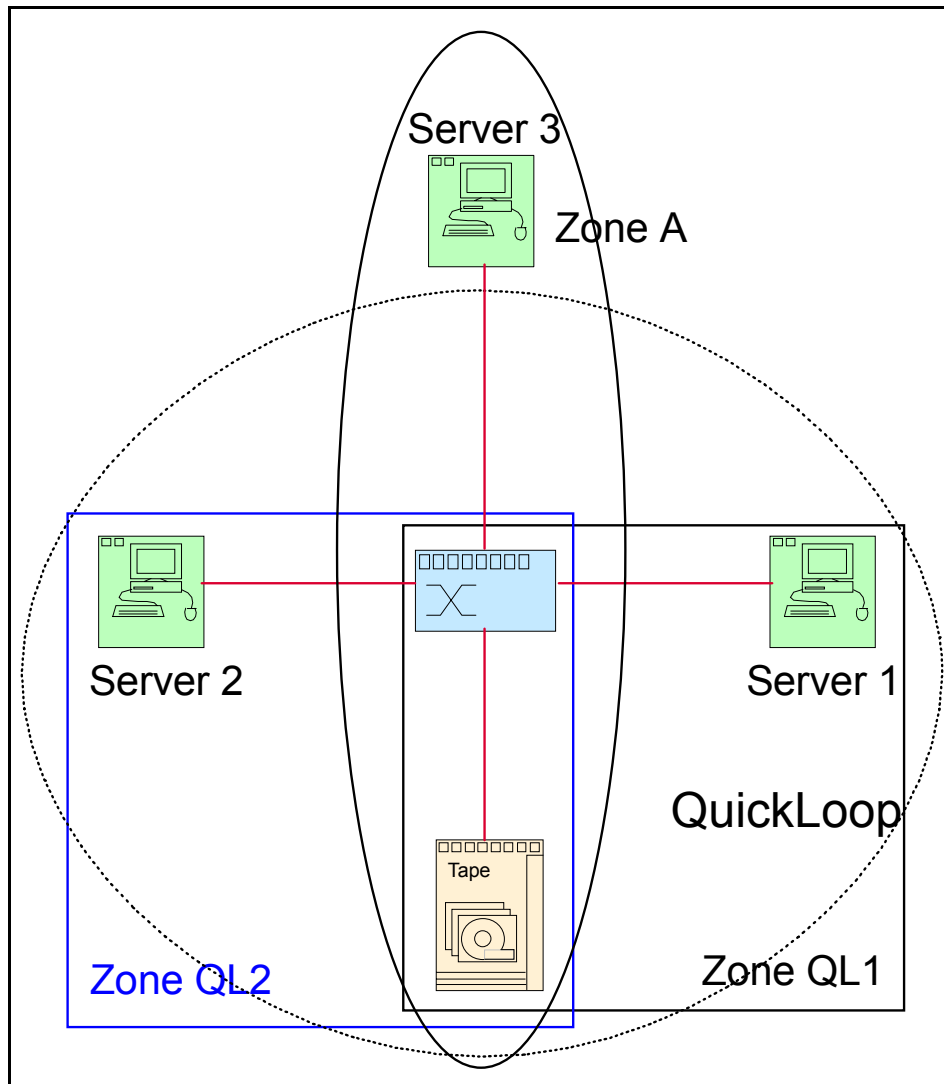 Server 3
Zone A
Server 2
Server 1
QuickLoop
Tape
Zone QL2
Zone QL1